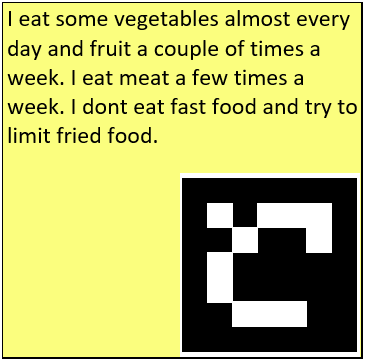 I eat some vegetables almost every
day and fruit a couple of times a
week. I eat meat a few times a
week. I dont eat fast food and try to
limit fried food.